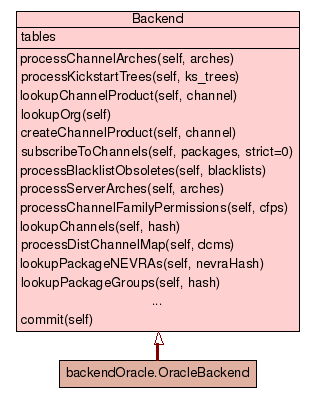 Backend
tables
processChannelArches(self, arches)
processKickstartTrees(self, ks_trees)
lookupChannelProduct(self, channel)
lookupOrg(self)
createChannelProduct(self, channel)
subscribeToChannels(self, packages, strict=0)
processBlacklistObsoletes(self, blacklists)
processServerArches(self, arches)
processChannelFamilyPermissions(self, cfps)
lookupChannels(self, hash)
processDistChannelMap(self, dcms)
lookupPackageNEVRAs(self, nevraHash)
lookupPackageGroups(self, hash)
...
commit(self)
backendOracle.OracleBackend